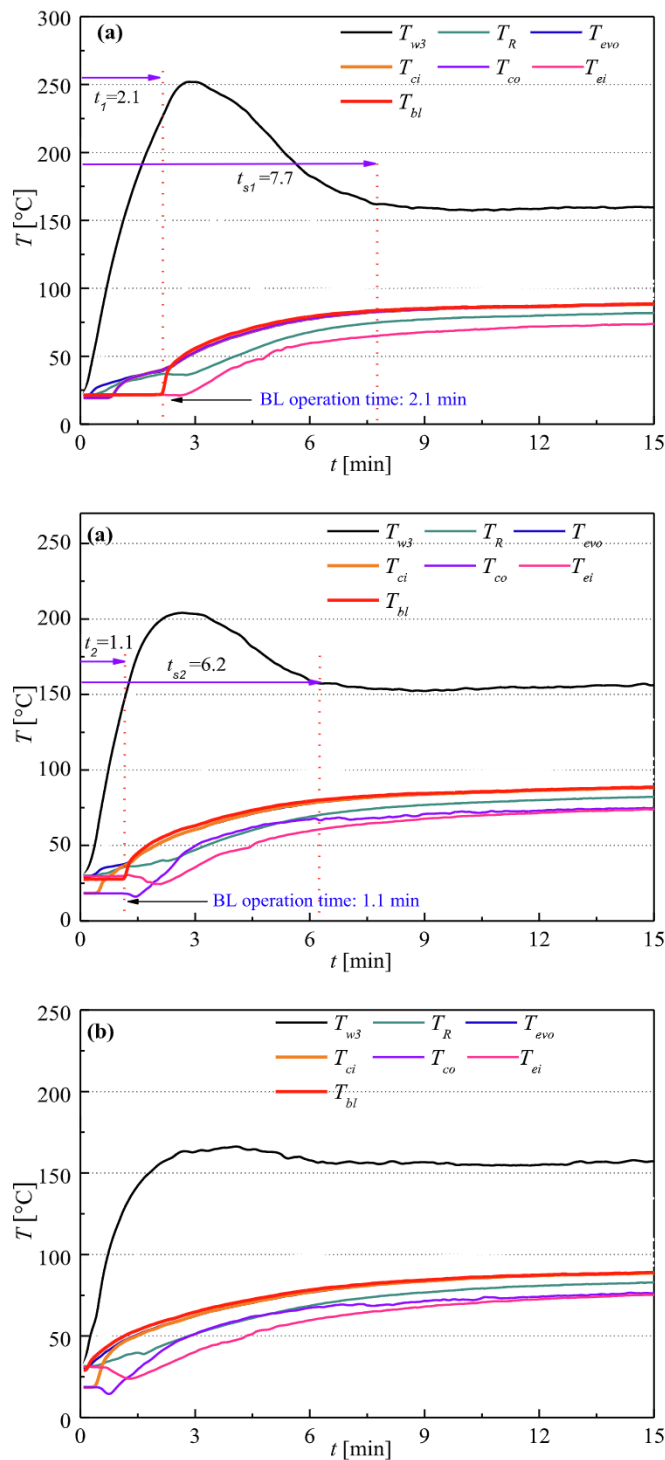 300
(a)
T_w3 T_R T_evo
T_ci T_co T_ei
T_bl
250
t_1=2.1
200
t_s1=7.7
150
T [°C]
100
50
BL operation time: 2.1 min
0
0 3 6 9 12 15
t [min]
250
(a)
T_w3 T_R T_evo
T_ci T_co T_ei
T_bl
200
t_2=1.1
t_s2=6.2
150
T [°C]
100
50
BL operation time: 1.1 min
0
0 3 6 9 12 15
t [min]
250
(b)
T_w3 T_R T_evo
T_ci T_co T_ei
T_bl
200
150
T [°C]
100
50
0
0 3 6 9 12 15
t [min]